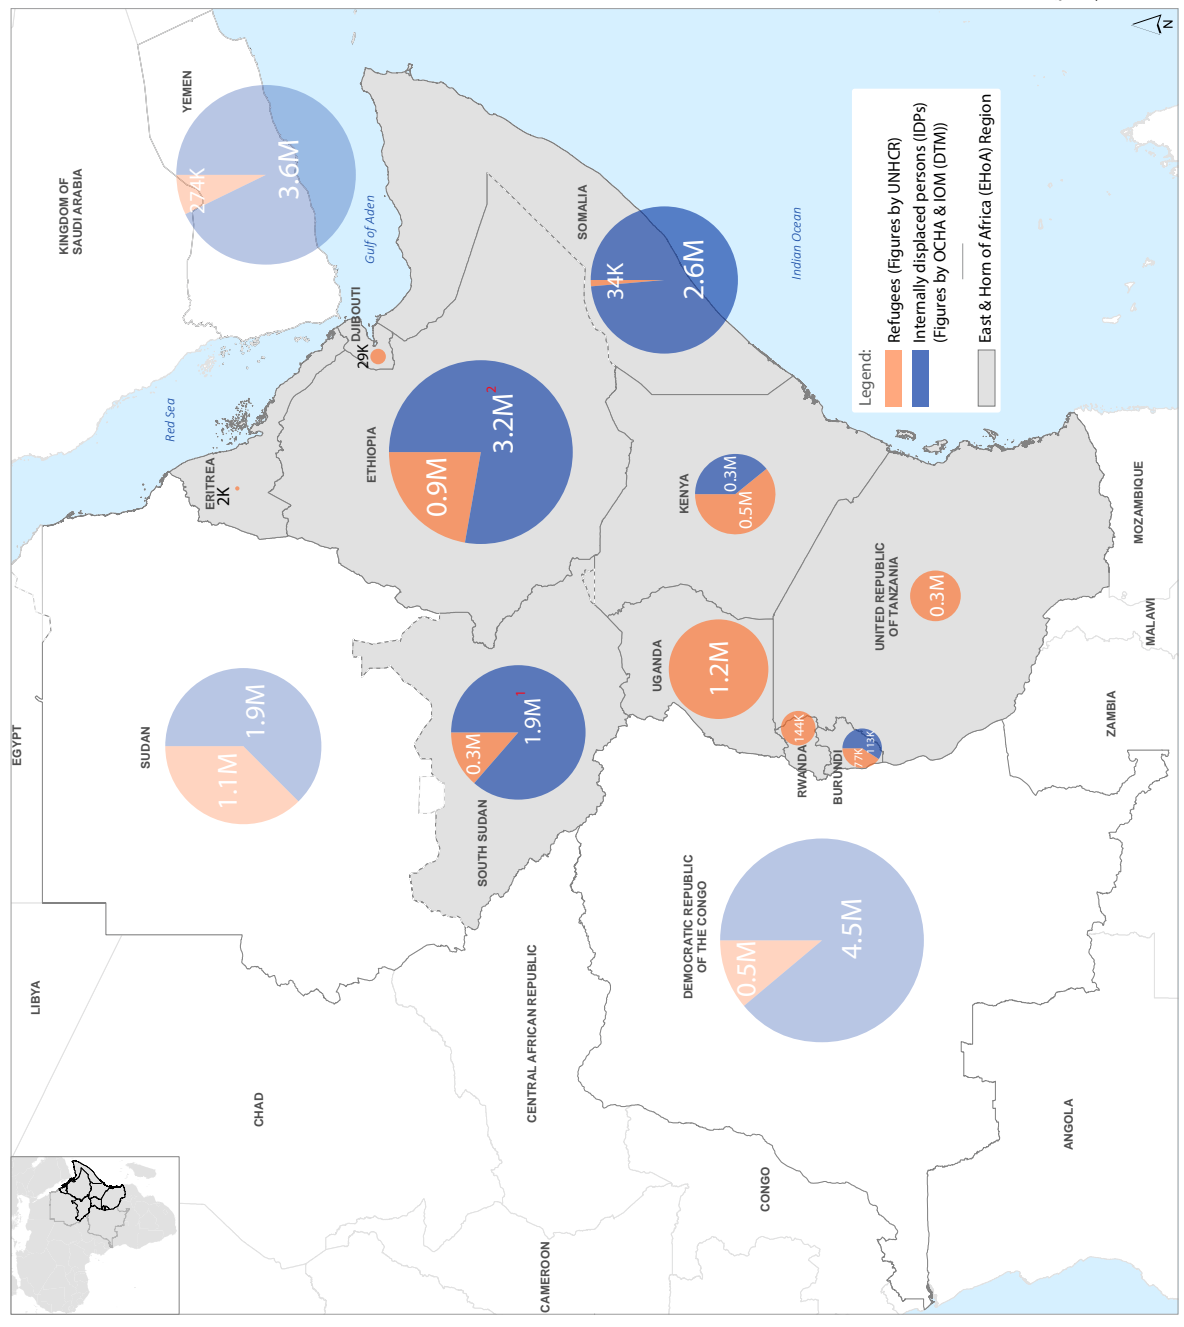 KINGDOM OF
SAUDI ARABIA
YEMEN
274K
3.6M
Gulf of Aden
Red Sea
EGYPT
LIBYA
SUDAN
1.1M
1.9M
ERITREA
2K
DJIBOUTI
29K
ETHIOPIA
0.9M
3.2M²
SOMALIA
34K
2.6M
Indian Ocean
CHAD
SOUTH SUDAN
0.3M
1.9M¹
CENTRAL AFRICAN REPUBLIC
CAMEROON
UGANDA
1.2M
KENYA
0.5M
0.3M
RWANDA
144K
BURUNDI
77K
113K
DEMOCRATIC REPUBLIC
OF THE CONGO
0.5M
4.5M
CONGO
UNITED REPUBLIC
OF TANZANIA
0.3M
ANGOLA
ZAMBIA
MALAWI
MOZAMBIQUE
Legend:
Refugees (Figures by UNHCR)
Internally displaced persons (IDPs)
(Figures by OCHA & IOM (DTM))
East & Horn of Africa (EHoA) Region
N